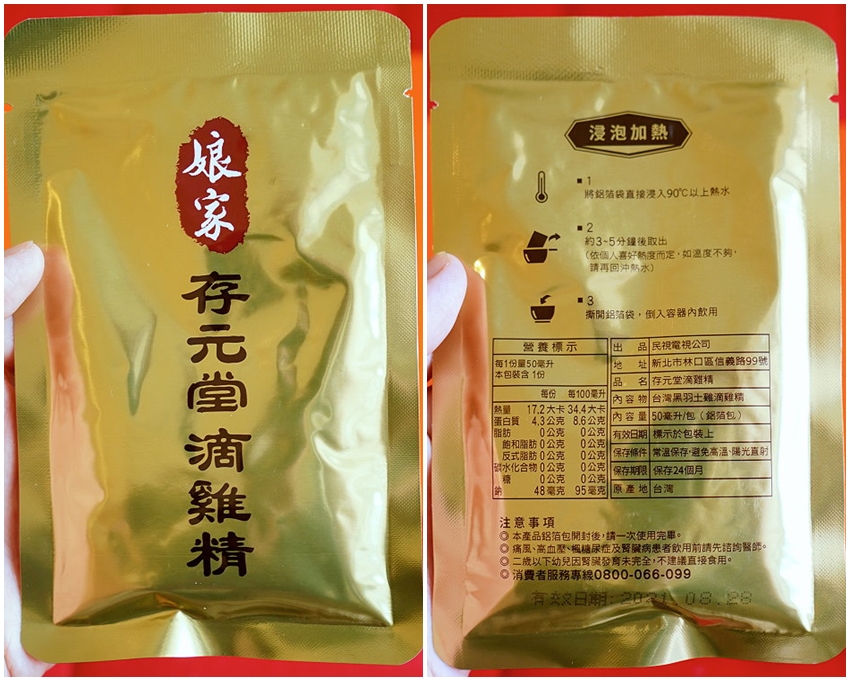 娘家
存元堂滴雞精
浸泡加熱
■1
將鋁箔袋直接浸入90℃以上熱水
■2
約3~5分鐘後取出
(依個人喜好熱度而定，如溫度不夠，
請再回沖熱水)
■3
撕開鋁箔袋，倒入容器內飲用
營養標示
每1份量50毫升
本包裝含 1份
每份 每100毫升
熱量 17.2大卡 34.4大卡
蛋白質 4.3公克 8.6公克
脂肪 0公克 0公克
飽和脂肪 0公克 0公克
反式脂肪 0公克 0公克
碳水化合物 0公克 0公克
糖 0公克 0公克
鈉 48毫克 95毫克
出品 民視電視公司
地址 新北市林口區信義路99號
品名 存元堂滴雞精
內容物 台灣黑羽土雞滴雞精
內容量 50毫升/包（鋁箔包）
有效日期 標示於包裝上
保存條件 常溫保存,避免高溫、陽光直射
保存期限 保存24個月
原產地 台灣
注意事項
◎本產品鋁箔包開封後,請一次使用完畢。
◎痛風、高血壓、楓糖尿症及腎臟病患者飲用前請先諮詢醫師。
◎二歲以下幼兒因腎臟發育未完全,不建議直接食用。
◎消費者服務專線0800-066-099
有效日期:2021.08.28